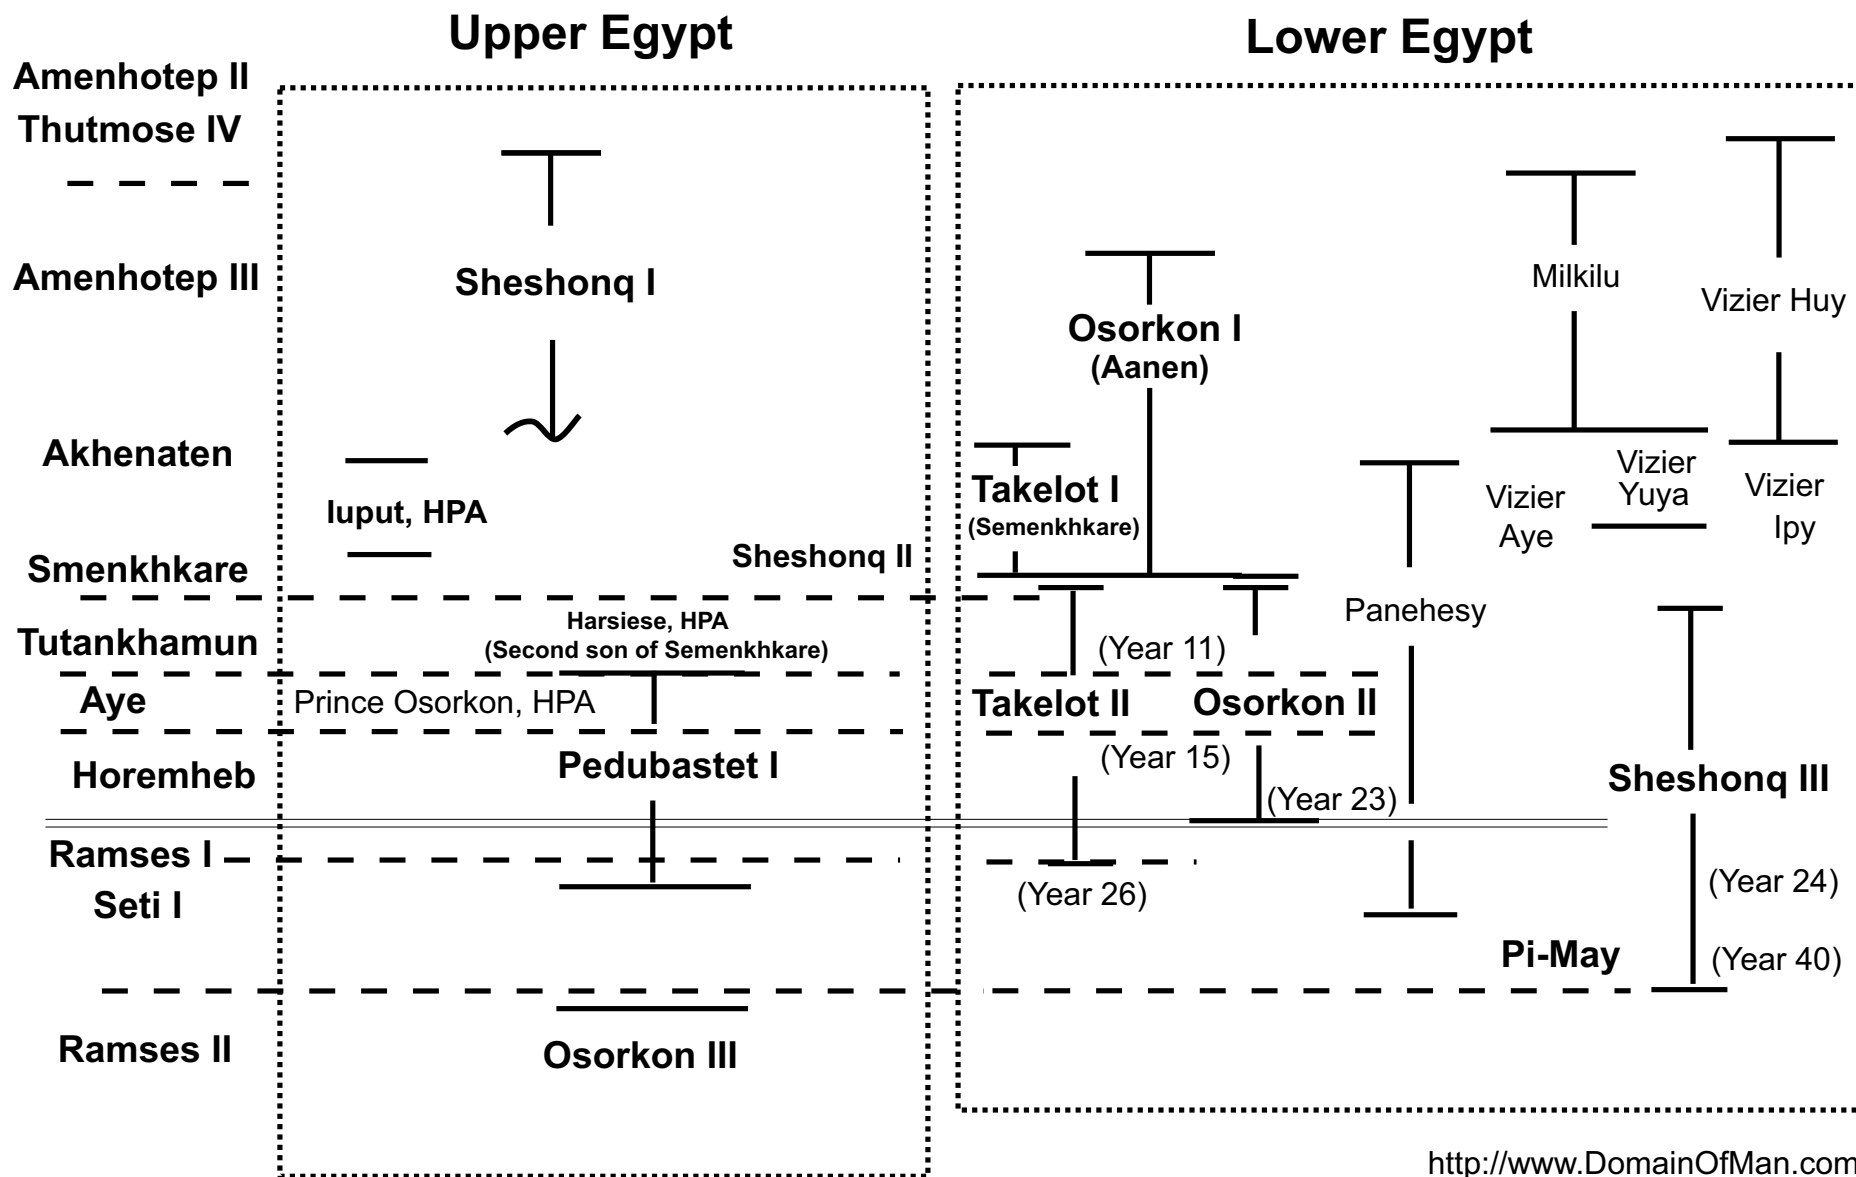 Upper Egypt
Lower Egypt
Amenhotep II
Thutmose IV
Amenhotep III
Akhenaten
Smenkhkare
Tutankhamun
Aye
Horemheb
Ramses I
Seti I
Ramses II
Sheshonq I
Iuput, HPA
Sheshonq II
Harsiese, HPA
(Second son of Semenkhkare)
Prince Osorkon, HPA
Pedubastet I
Osorkon III
Osorkon I
(Aanen)
Takelot I
(Semenkhkare)
(Year 11)
Takelot II
Osorkon II
(Year 15)
(Year 23)
(Year 26)
Panehesy
Milkilu
Vizier Huy
Vizier
Aye
Vizier
Yuya
Vizier
Ipy
Sheshonq III
(Year 24)
Pi-May
(Year 40)
http://www.DomainOfMan.com